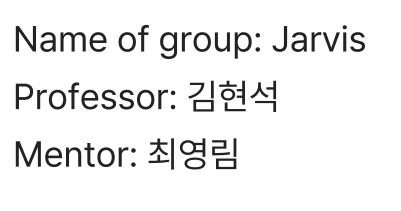 Name of group: Jarvis
Professor: 김현석
Mentor: 최영림